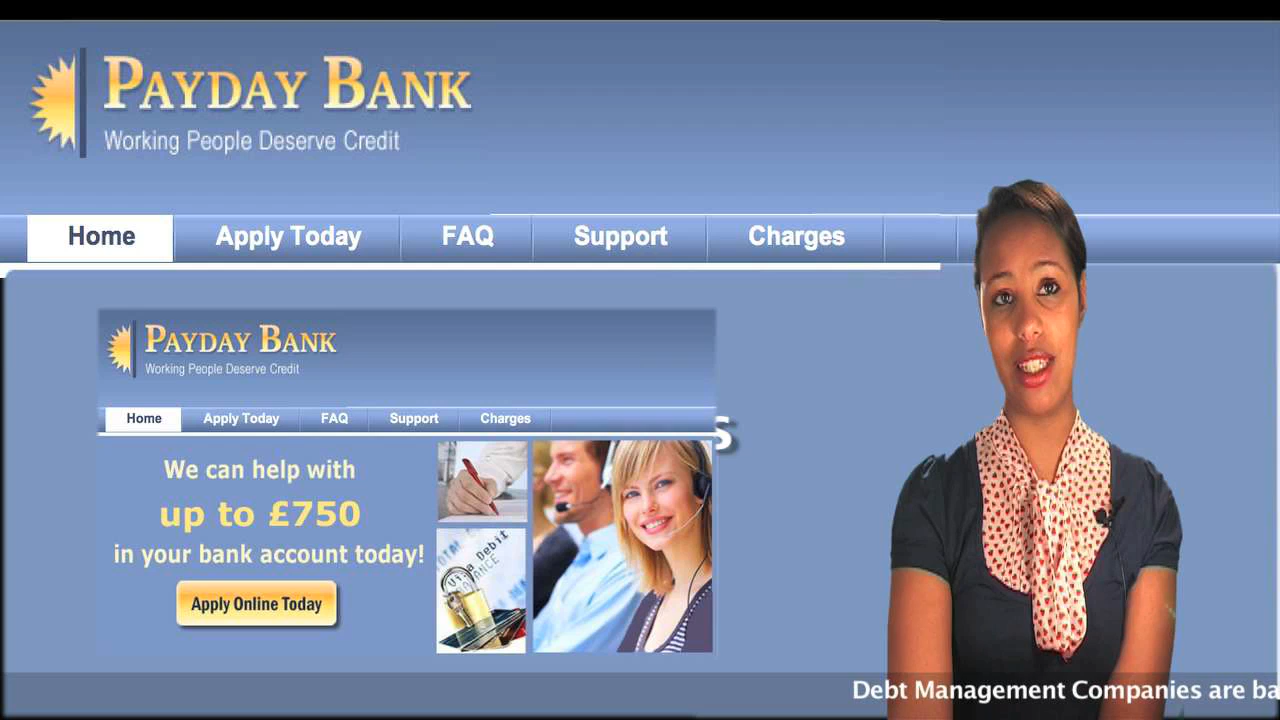 PAYDAY BANK
Working People Deserve Credit
Home Apply Today FAQ Support Charges
PAYDAY BANK
Working People Deserve Credit
Home Apply Today FAQ Support Charges
We can help with
up to £750
in your bank account today!
Apply Online Today
Debit
Debt Management Companies are ba